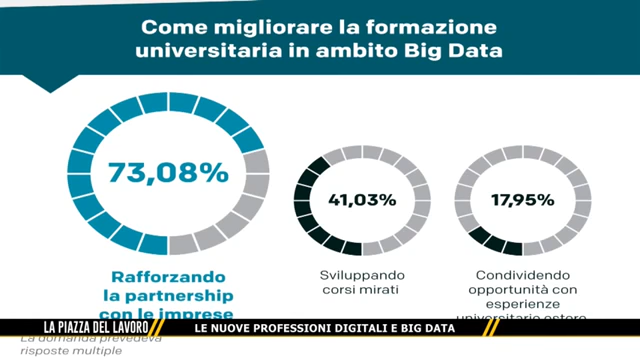 Come migliorare la formazione
universitaria in ambito Big Data
73,08%
41,03%
17,95%
Rafforzando
la partnership
con le imprese
Sviluppando
corsi mirati
Condividendo
opportunità con
esperienze
universitarie estere
LA PIAZZA DEL LAVORO
LE NUOVE PROFESSIONI DIGITALI E BIG DATA
La domanda prevedeva
risposte multiple